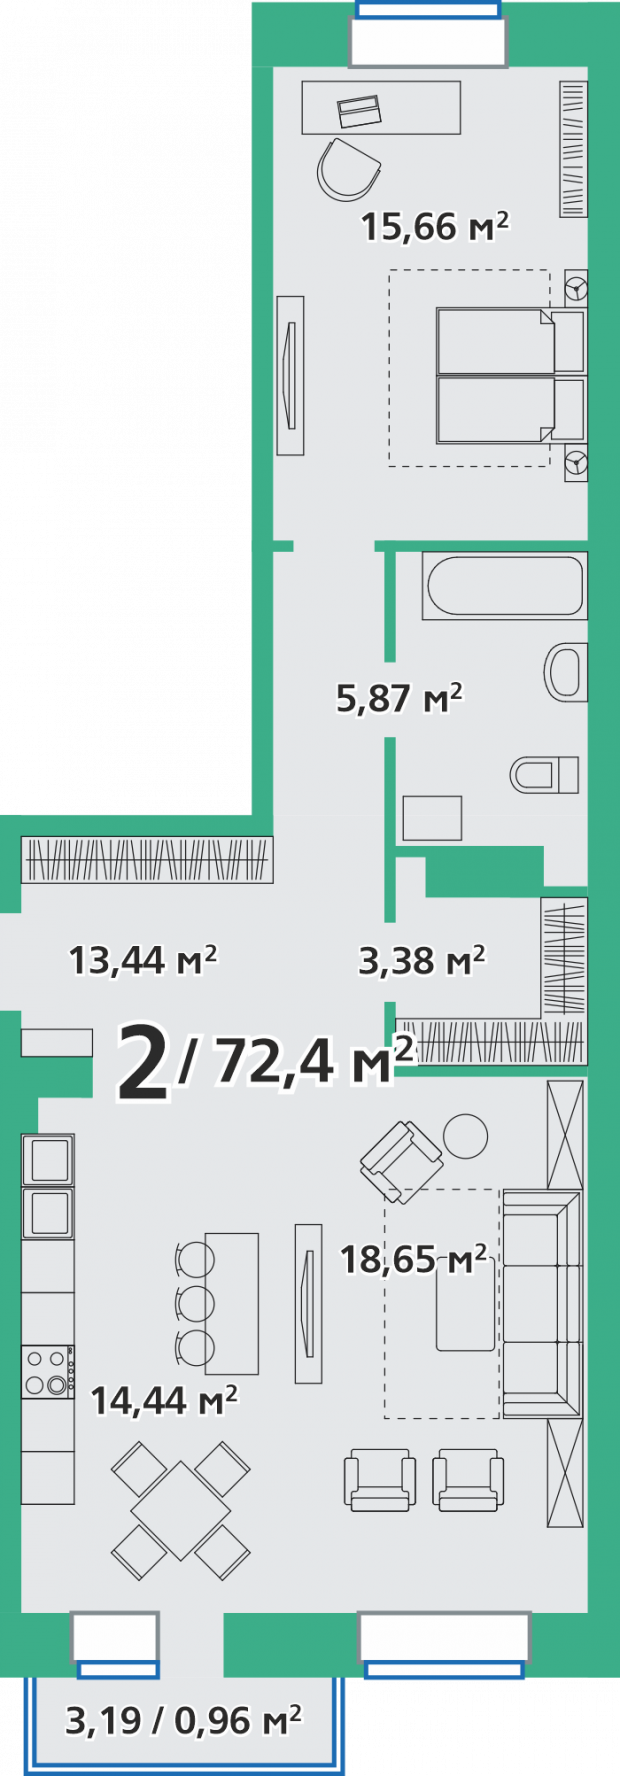 15,66 м²
5,87 м²
13,44 м²
3,38 м²
2 / 72,4 м²
18,65 м²
14,44 м²
3,19 / 0,96 м²